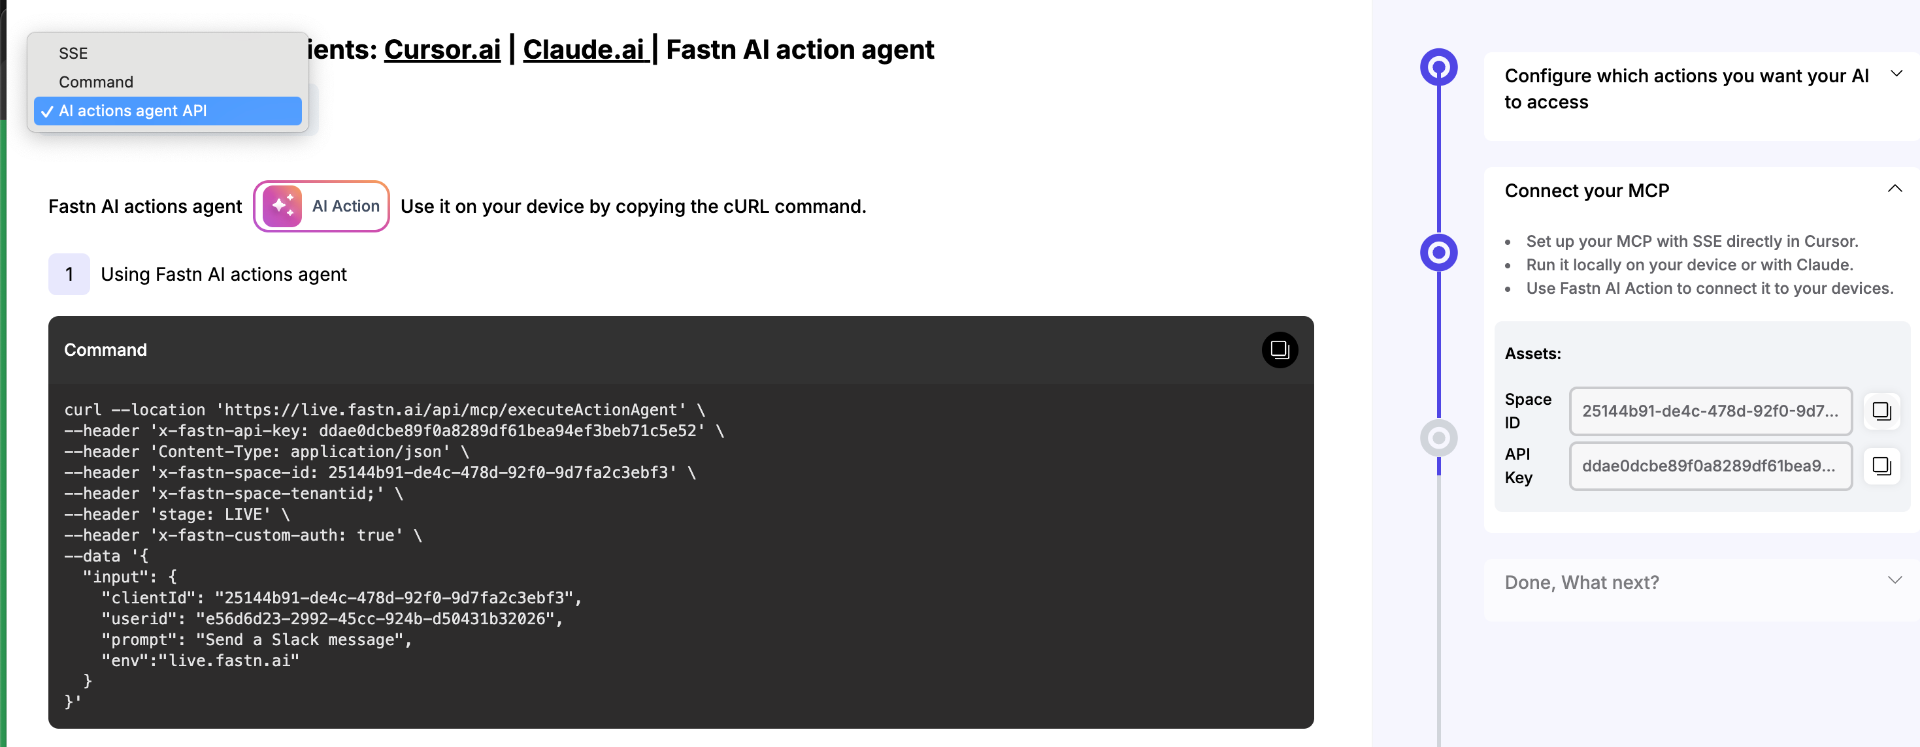 SSE
Command
✓ AI actions agent API
ients: Cursor.ai | Claude.ai | Fastn AI action agent
Fastn AI actions agent AI Action Use it on your device by copying the cURL command.
1 Using Fastn AI actions agent
Command
curl --location 'https://live.fastn.ai/api/mcp/executeActionAgent' \
--header 'x-fastn-api-key: ddae0dcbe89f0a8289df61bea94ef3beb71c5e52' \
--header 'Content-Type: application/json' \
--header 'x-fastn-space-id: 25144b91-de4c-478d-92f0-9d7fa2c3ebf3' \
--header 'x-fastn-space-tenantid;' \
--header 'stage: LIVE' \
--header 'x-fastn-custom-auth: true' \
--data '{
"input": {
"clientId": "25144b91-de4c-478d-92f0-9d7fa2c3ebf3",
"userid": "e56d6d23-2992-45cc-924b-d50431b32026",
"prompt": "Send a Slack message",
"env":"live.fastn.ai"
}
}'
Configure which actions you want your AI
to access
Connect your MCP
• Set up your MCP with SSE directly in Cursor.
• Run it locally on your device or with Claude.
• Use Fastn AI Action to connect it to your devices.
Assets:
Space
ID
25144b91-de4c-478d-92f0-9d7...
API
Key
ddae0dcbe89f0a8289df61bea9...
Done, What next?